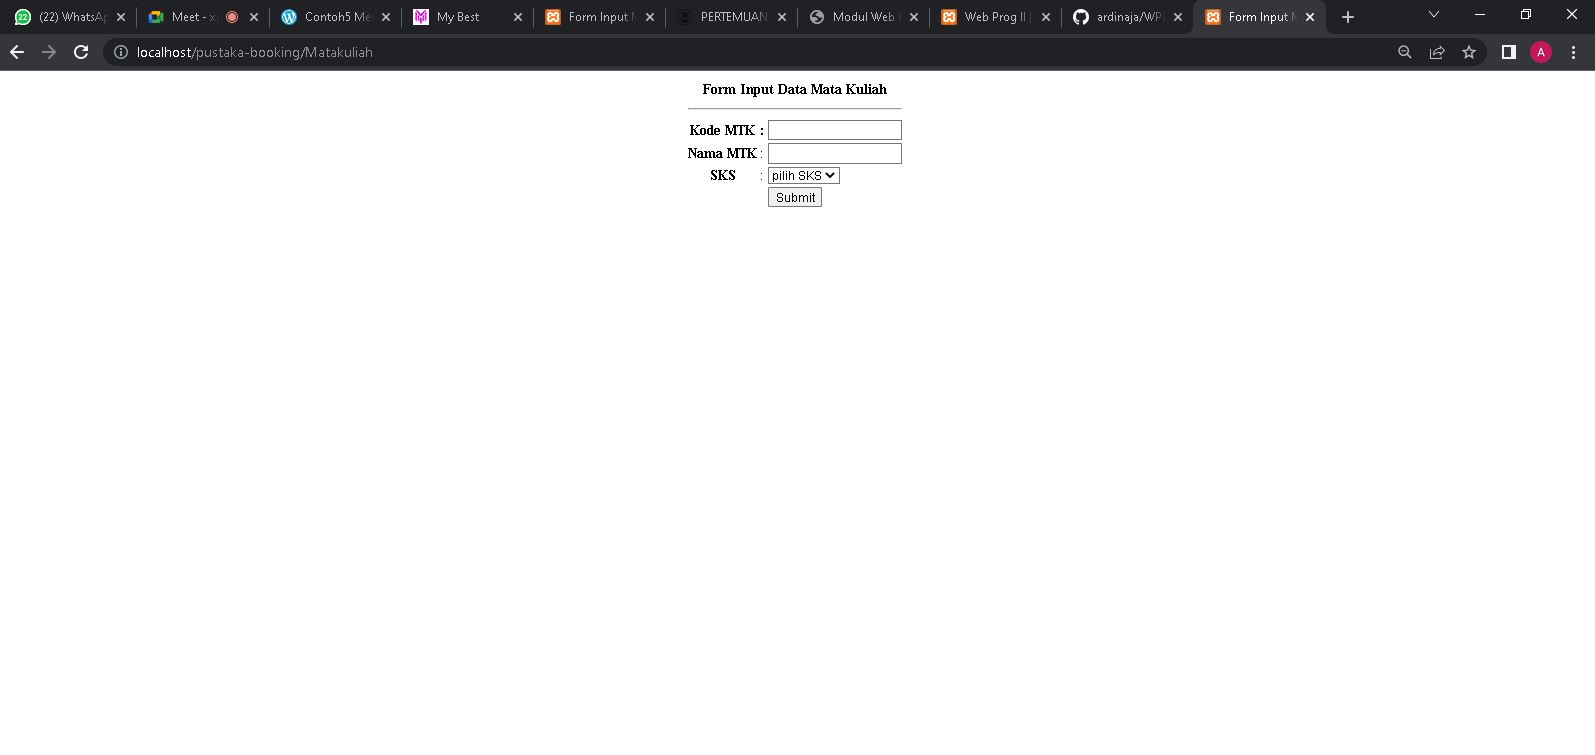 (22) WhatsAp
Meet - x
Contoh5 Me
My Best
Form Input M
PERTEMUAN
Modul Web
Web Prog II |
ardinaja/WP
Form Input M
localhost/pustaka-booking/Matakuliah
A
Form Input Data Mata Kuliah
Kode MTK :
Nama MTK :
SKS : pilih SKS
Submit